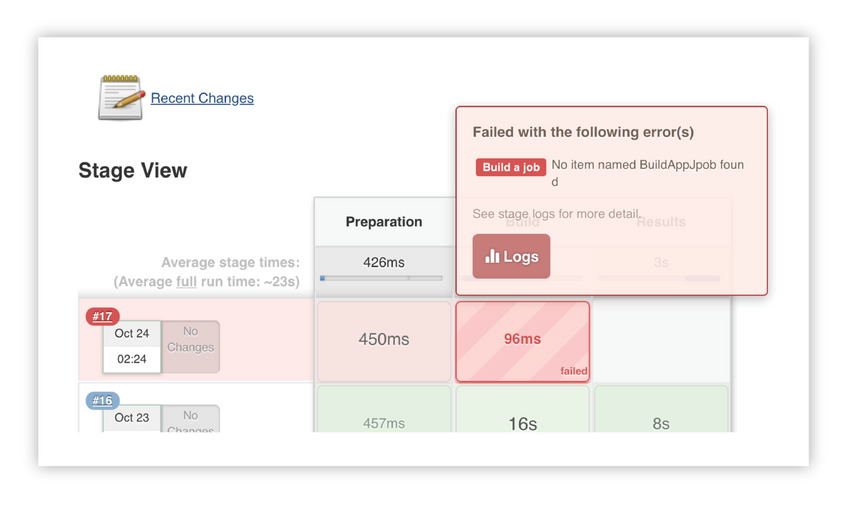 Recent Changes
Failed with the following error(s)
Build a job No item named BuildAppJpob foun
d
See stage logs for more detail.
Logs
Stage View
Preparation Build Results
Average stage times:
(Average full run time: ~23s)
426ms 3s
#17
Oct 24
02:24
No
Changes
450ms
96ms
failed
#16
Oct 23
No
Changes
457ms
16s
8s